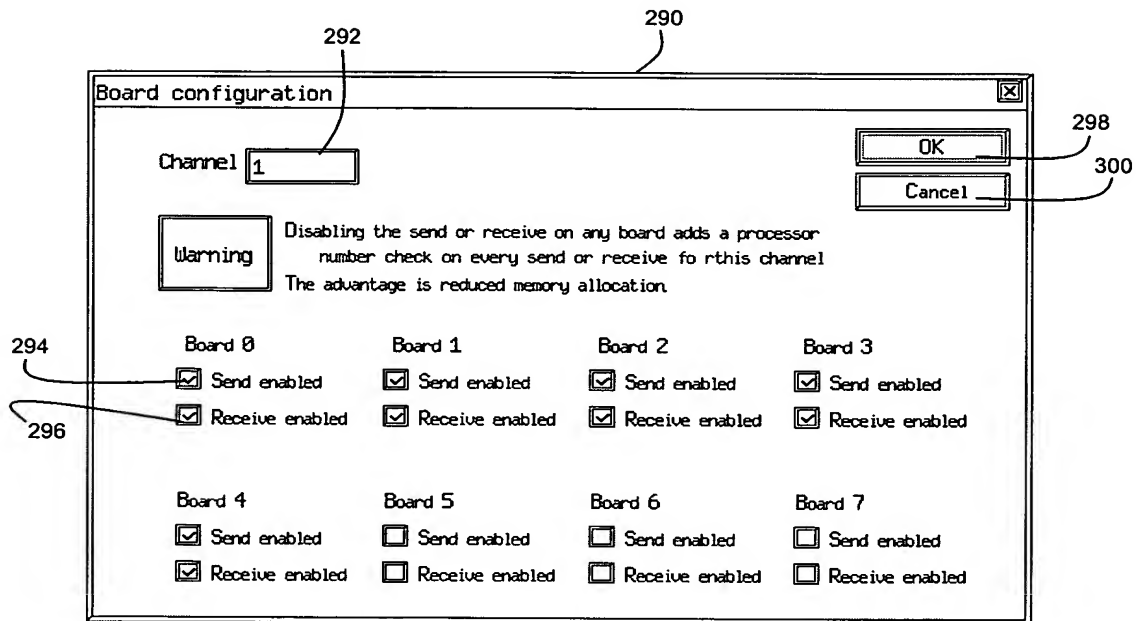 292
290
Board configuration
298
Channel 1
OK
300
Cancel
Warning
Disabling the send or receive on any board adds a processor
number check on every send or receive fo rthis channel
The advantage is reduced memory allocation
294
Board 0 Board 1 Board 2 Board 3
Send enabled Send enabled Send enabled Send enabled
296
Receive enabled Receive enabled Receive enabled Receive enabled
Board 4 Board 5 Board 6 Board 7
Send enabled Send enabled Send enabled Send enabled
Receive enabled Receive enabled Receive enabled Receive enabled